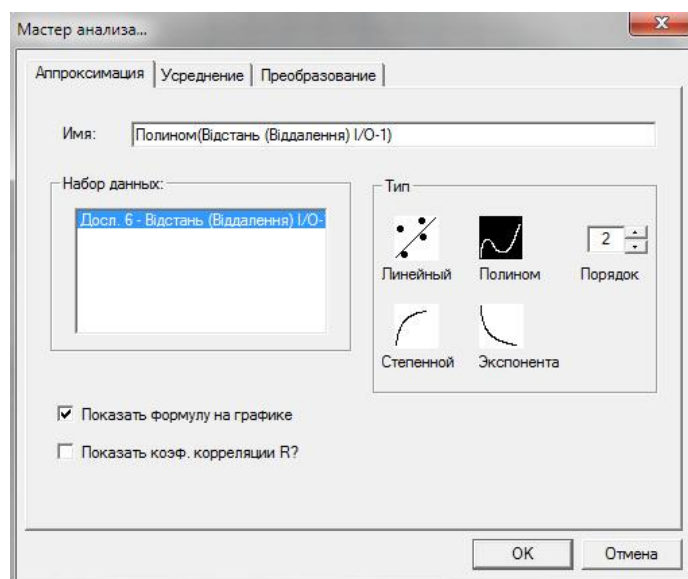 Мастер анализа...
Аппроксимация Усреднение Преобразование
Имя: Полином(Відстань (Віддалення) I/O-1)
Набор данных:
Досл. 6 - Відстань (Віддалення) I/O-
Тип
2
Линейный Полином Порядок
Степенной Экспонента
Показать формулу на графике
Показать коэф. корреляции R?
OK Отмена